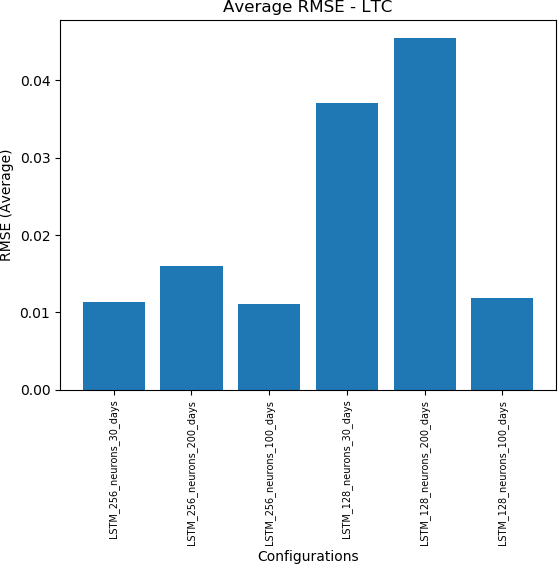 Average RMSE - LTC
RMSE (Average)
0.04
0.03
0.02
0.01
0.00
LSTM_256_neurons_30_days
LSTM_256_neurons_200_days
LSTM_256_neurons_100_days
LSTM_128_neurons_30_days
LSTM_128_neurons_200_days
LSTM_128_neurons_100_days
Configurations